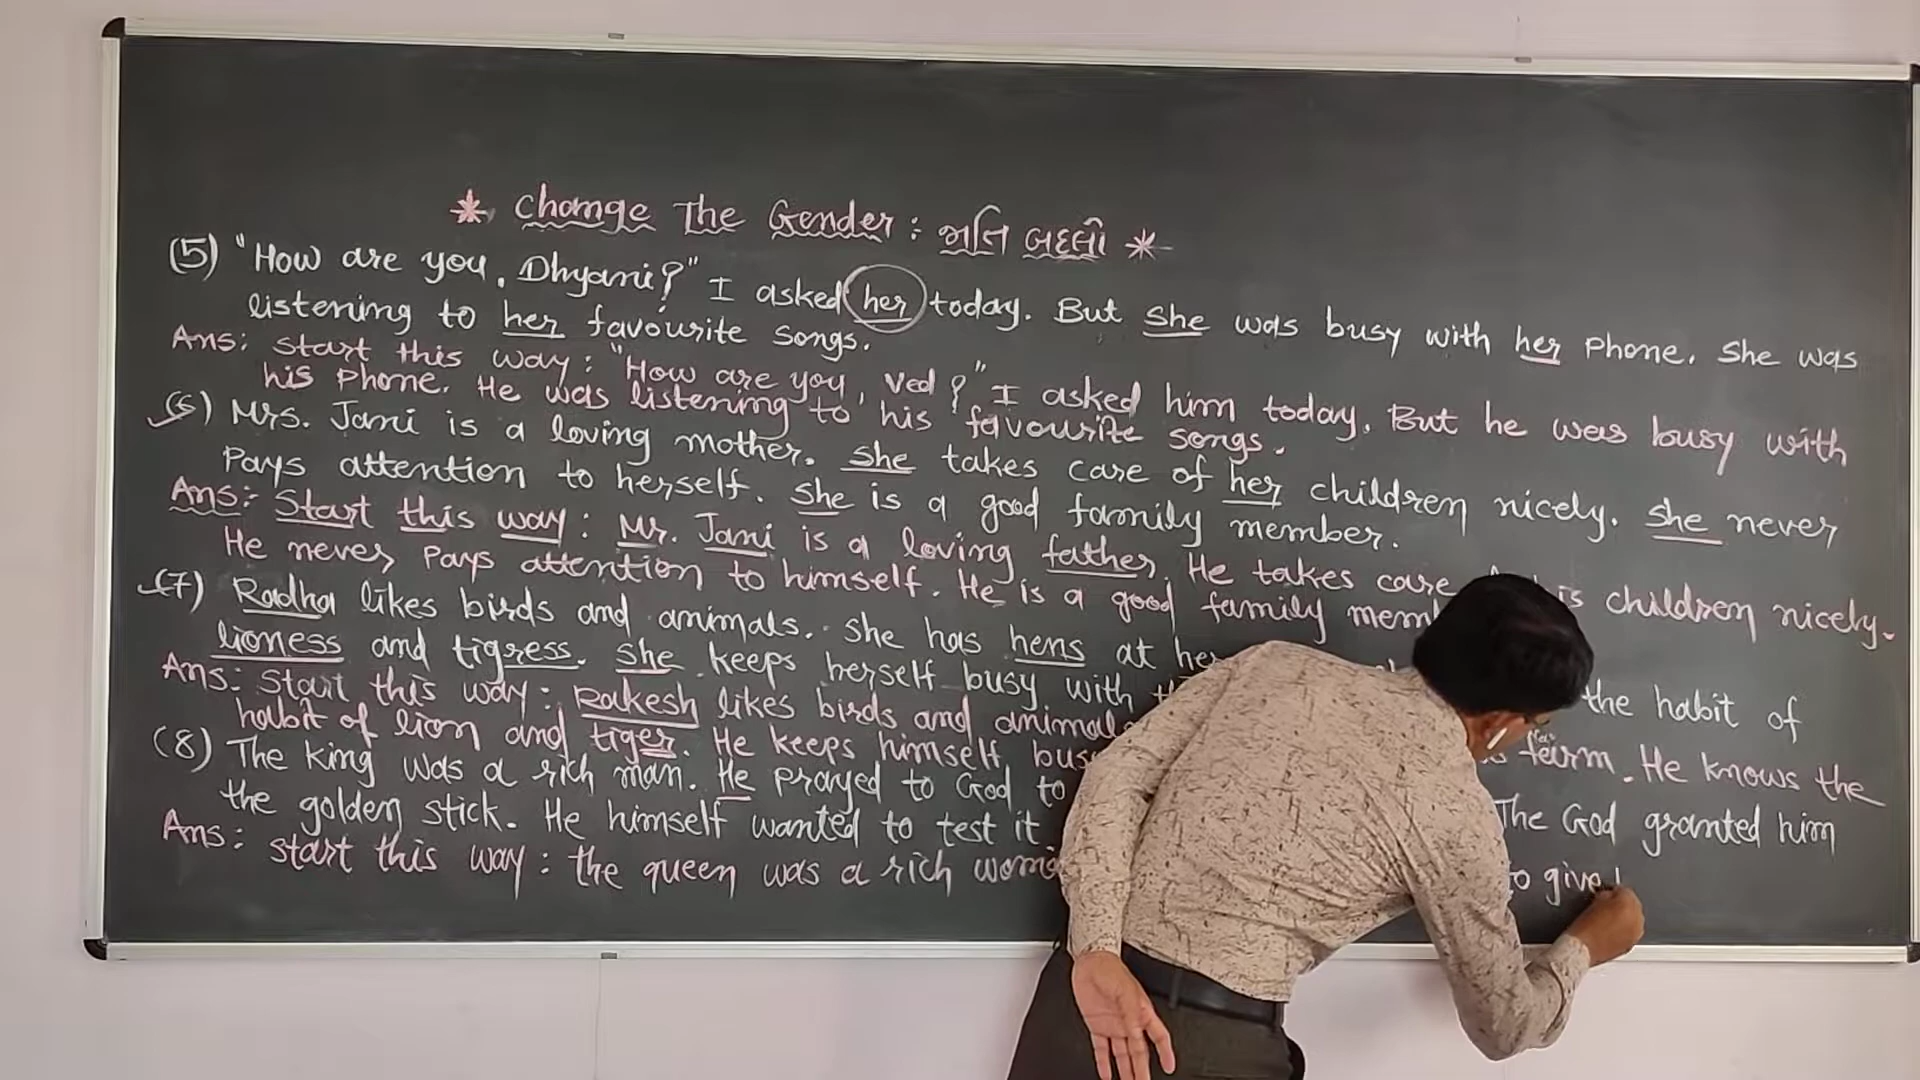 * Change The Gender : જાતિ બદલો *
(5) "How are you, Dhyani?" I asked her today. But she was busy with her phone. She was
listening to her favourite songs.
Ans: Start this way : "How are you, Ved?" I asked him today. But he was busy with
his phone. He was listening to his favourite songs.
(6) Mrs. Jani is a loving mother. She takes care of her children nicely. She never
pays attention to herself. She is a good family member.
Ans: Start this way : Mr. Jani is a loving father. He takes care children nicely.
He never pays attention to himself. He is a good family
(7) Radha likes birds and animals. She has hens at the habit of
lioness and tigress. She keeps herself busy with
Ans: Start this way : Rakesh likes birds and farm. He knows the
habit of lion and tiger. He keeps himself
(8) The king was a rich man. He prayed to God to The God granted him
the golden stick. He himself wanted to test it
Ans: start this way : the queen was a rich to give